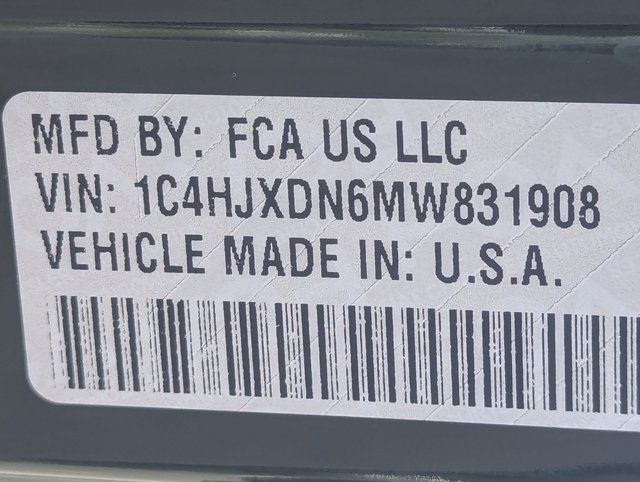 MFD BY: FCA US LLC
VIN: 1C4HJXDN6MW831908
VEHICLE MADE IN: U.S.A.